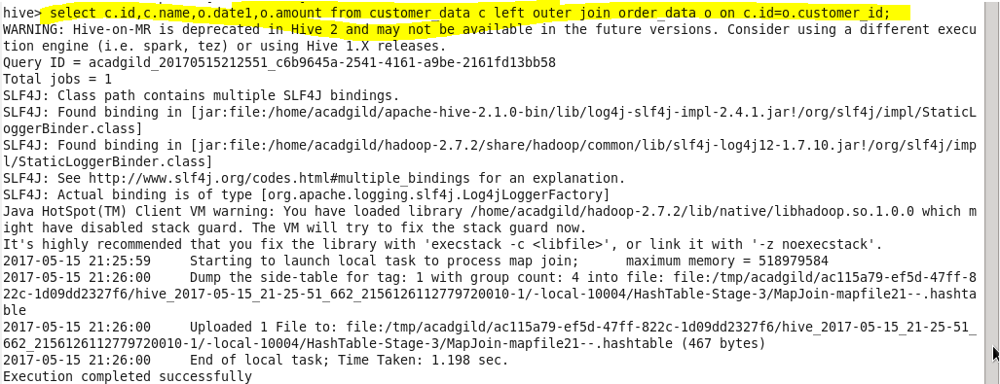 hive> select c.id,c.name,o.date1,o.amount from customer_data c left outer join order_data o on c.id=o.customer_id;
WARNING: Hive-on-MR is deprecated in Hive 2 and may not be available in the future versions. Consider using a different execu
tion engine (i.e. spark, tez) or using Hive 1.X releases.
Query ID = acadgild_20170515212551_c6b9645a-2541-4161-a9be-2161fd13bb58
Total jobs = 1
SLF4J: Class path contains multiple SLF4J bindings.
SLF4J: Found binding in [jar:file:/home/acadgild/apache-hive-2.1.0-bin/lib/log4j-slf4j-impl-2.4.1.jar!/org/slf4j/impl/StaticL
oggerBinder.class]
SLF4J: Found binding in [jar:file:/home/acadgild/hadoop-2.7.2/share/hadoop/common/lib/slf4j-log4j12-1.7.10.jar!/org/slf4j/imp
l/StaticLoggerBinder.class]
SLF4J: See http://www.slf4j.org/codes.html#multiple_bindings for an explanation.
SLF4J: Actual binding is of type [org.apache.logging.slf4j.Log4jLoggerFactory]
Java HotSpot(TM) Client VM warning: You have loaded library /home/acadgild/hadoop-2.7.2/lib/native/libhadoop.so.1.0.0 which m
ight have disabled stack guard. The VM will try to fix the stack guard now.
It's highly recommended that you fix the library with 'execstack -c <libfile>', or link it with '-z noexecstack'.
2017-05-15 21:25:59     Starting to launch local task to process map join;      maximum memory = 518979584
2017-05-15 21:26:00     Dump the side-table for tag: 1 with group count: 4 into file: file:/tmp/acadgild/ac115a79-ef5d-47ff-8
22c-1d09dd2327f6/hive_2017-05-15_21-25-51_662_2156126112779720010-1/-local-10004/HashTable-Stage-3/MapJoin-mapfile21--.hashta
ble
2017-05-15 21:26:00     Uploaded 1 File to: file:/tmp/acadgild/ac115a79-ef5d-47ff-822c-1d09dd2327f6/hive_2017-05-15_21-25-51_
662_2156126112779720010-1/-local-10004/HashTable-Stage-3/MapJoin-mapfile21--.hashtable (467 bytes)
2017-05-15 21:26:00     End of local task; Time Taken: 1.198 sec.
Execution completed successfully